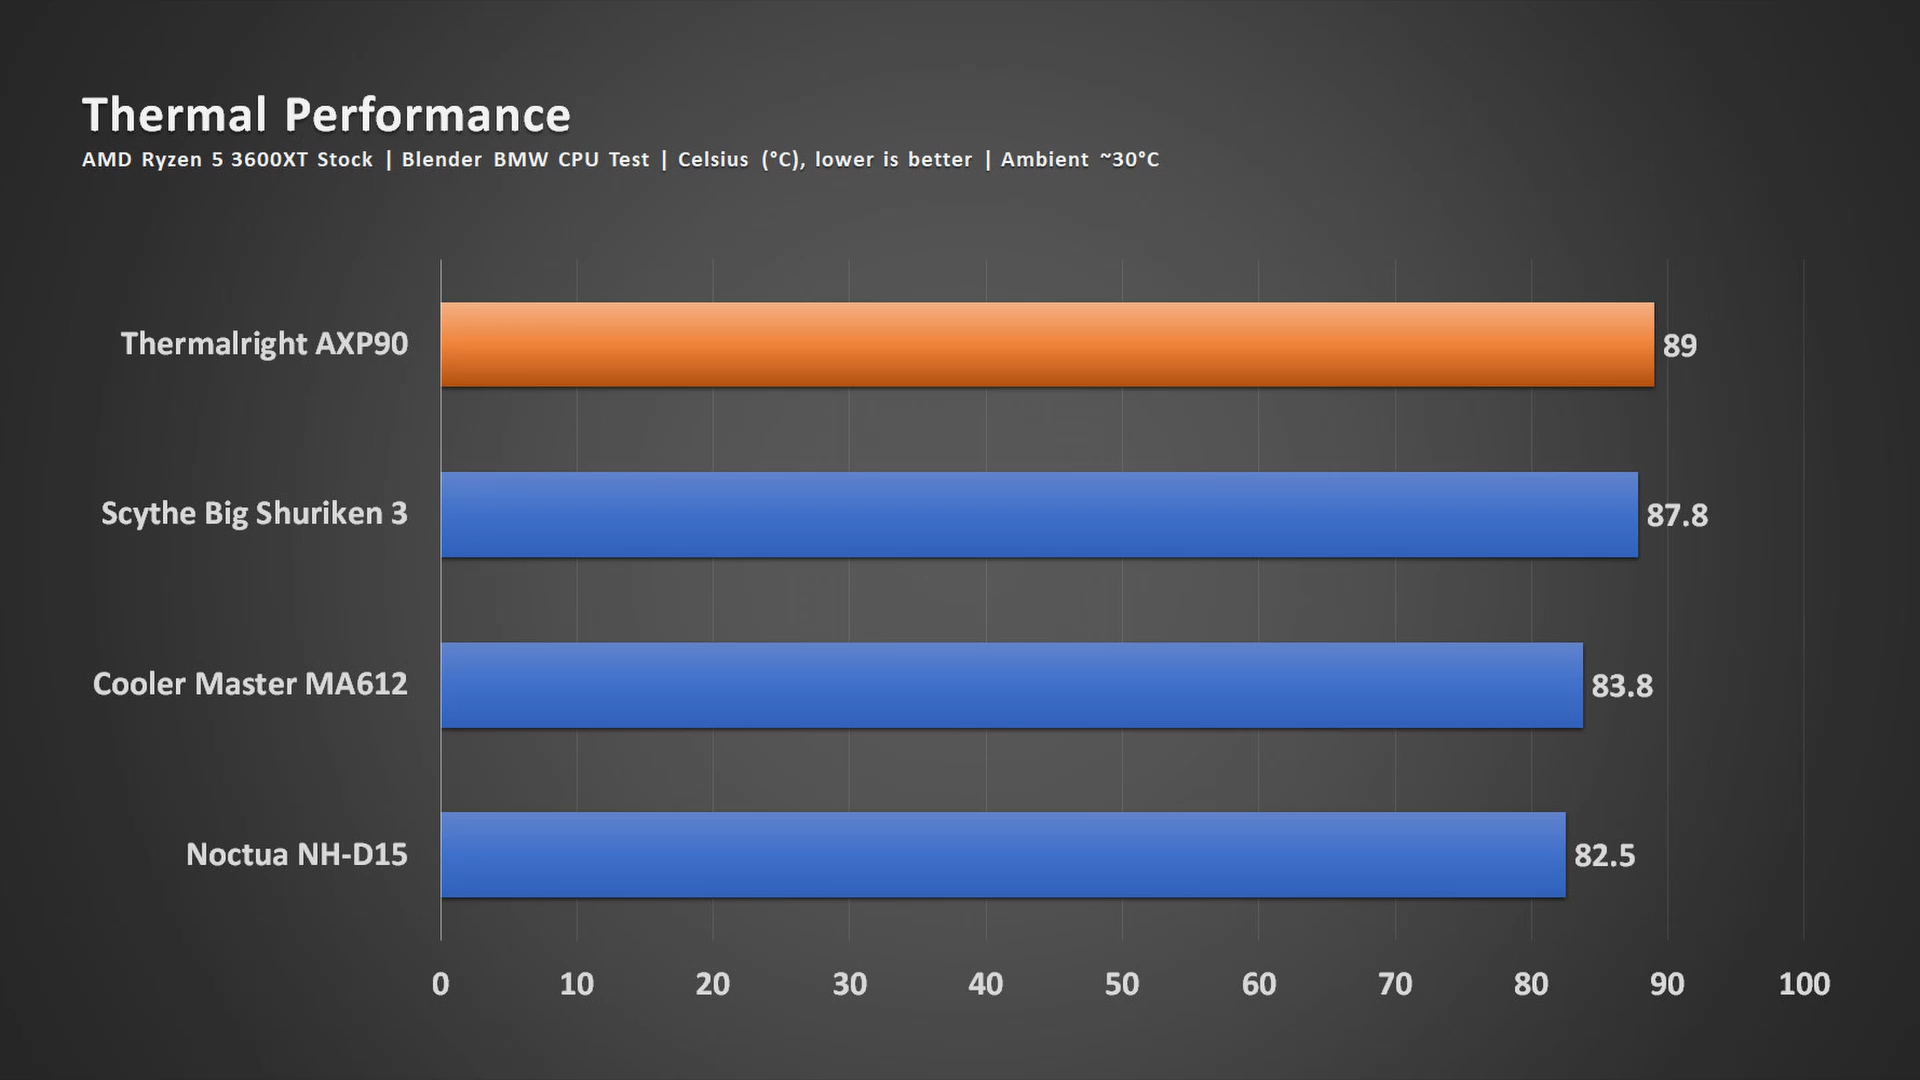 Thermal Performance
AMD Ryzen 5 3600XT Stock | Blender BMW CPU Test | Celsius (°C), lower is better | Ambient ~30°C
Thermalright AXP90
89
Scythe Big Shuriken 3
87.8
Cooler Master MA612
83.8
Noctua NH-D15
82.5
0 10 20 30 40 50 60 70 80 90 100